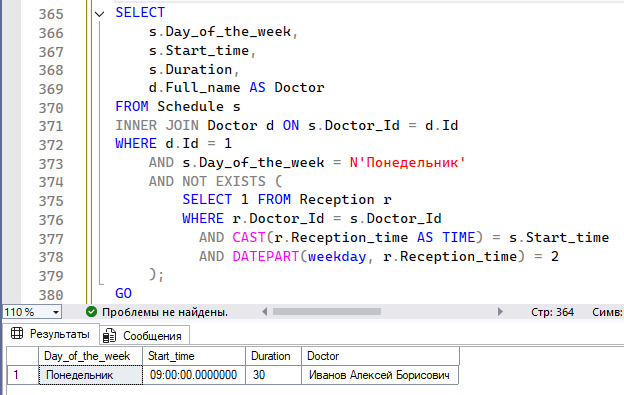 365 SELECT
366 s.Day_of_the_week,
367 s.Start_time,
368 s.Duration,
369 d.Full_name AS Doctor
370 FROM Schedule s
371 INNER JOIN Doctor d ON s.Doctor_Id = d.Id
372 WHERE d.Id = 1
373 AND s.Day_of_the_week = N'Понедельник'
374 AND NOT EXISTS (
375 SELECT 1 FROM Reception r
376 WHERE r.Doctor_Id = s.Doctor_Id
377 AND CAST(r.Reception_time AS TIME) = s.Start_time
378 AND DATEPART(weekday, r.Reception_time) = 2
379 );
380 GO
110 % Проблемы не найдены. Стр: 364 Симв:
Результаты Сообщения
Day_of_the_week Start_time Duration Doctor
1 Понедельник 09:00:00.0000000 30 Иванов Алексей Борисович